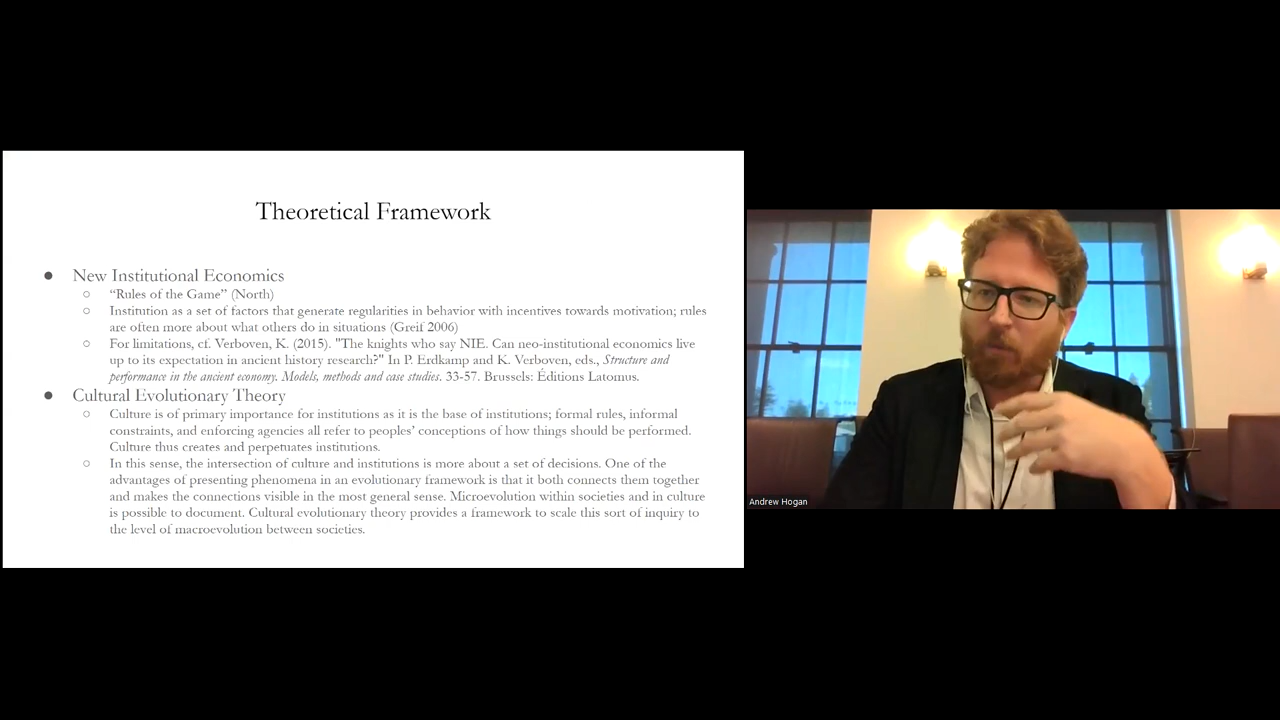 Theoretical Framework
● New Institutional Economics
○ “Rules of the Game” (North)
○ Institution as a set of factors that generate regularities in behavior with incentives towards motivation; rules
are often more about what others do in situations (Greif 2006)
○ For limitations, cf. Verboven, K. (2015). "The knights who say NIE. Can neo-institutional economics live
up to its expectation in ancient history research?" In P. Erdkamp and K. Verboven, eds., Structure and
performance in the ancient economy. Models, methods and case studies. 33-57. Brussels: Éditions Latomus.
● Cultural Evolutionary Theory
○ Culture is of primary importance for institutions as it is the base of institutions; formal rules, informal
constraints, and enforcing agencies all refer to peoples’ conceptions of how things should be performed.
Culture thus creates and perpetuates institutions.
○ In this sense, the intersection of culture and institutions is more about a set of decisions. One of the
advantages of presenting phenomena in an evolutionary framework is that it both connects them together
and makes the connections visible in the most general sense. Microevolution within societies and in culture
is possible to document. Cultural evolutionary theory provides a framework to scale this sort of inquiry to
the level of macroevolution between societies.
Andrew Hogan